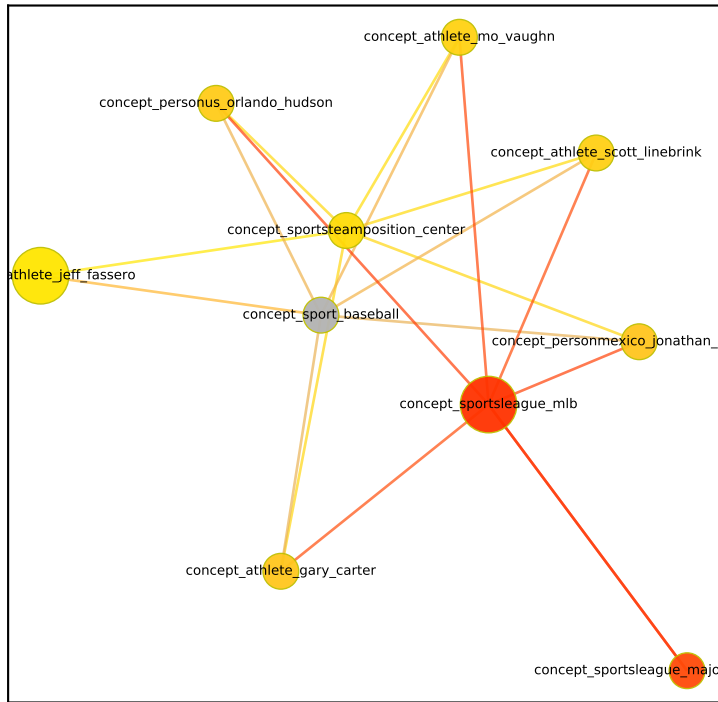 concept_athlete_mo_vaughn
concept_personus_orlando_hudson
concept_athlete_scott_linebrink
concept_sportsteamposition_center
athlete_jeff_fassero
concept_sport_baseball
concept_personmexico_jonathan_
concept_sportsleague_mlb
concept_athlete_gary_carter
concept_sportsleague_majo